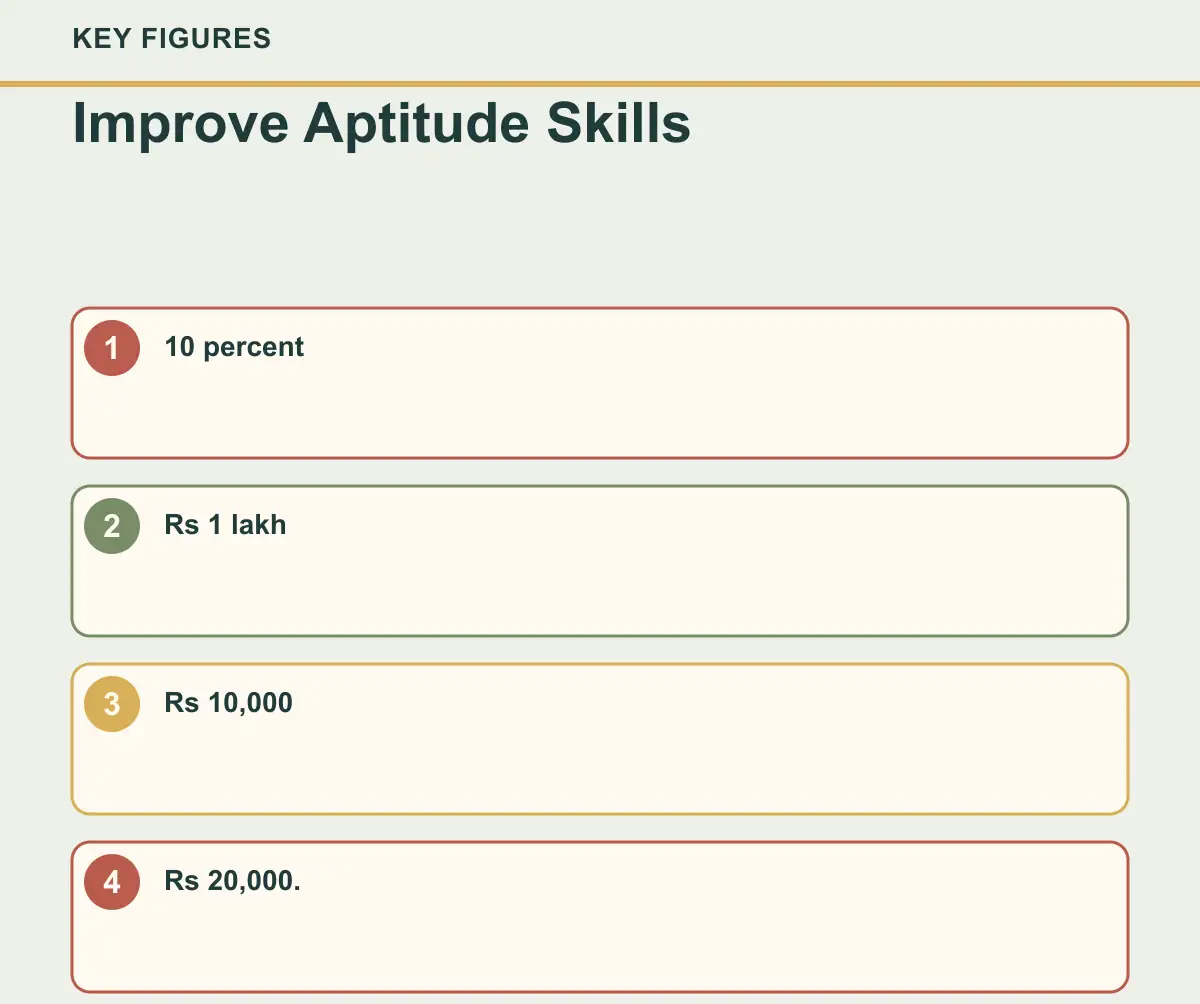 KEY FIGURES
Improve Aptitude Skills
1
10 percent
2
Rs 1 lakh
3
Rs 10,000
4
Rs 20,000.